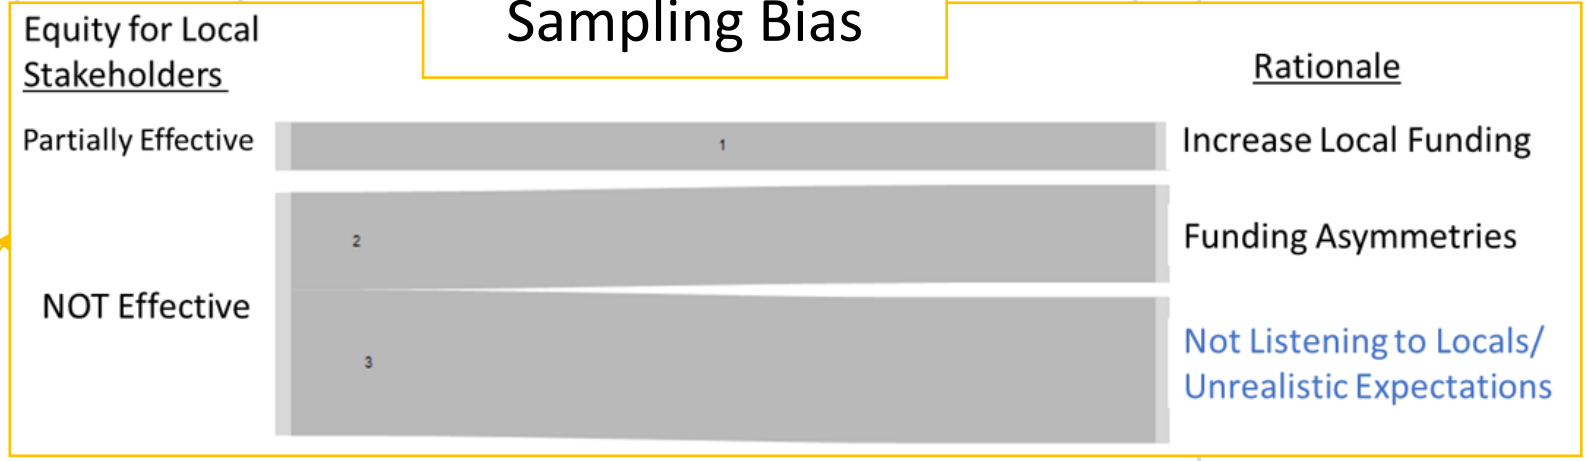 Sampling Bias
Equity for Local
Stakeholders
Rationale
Partially Effective
1
Increase Local Funding
2
Funding Asymmetries
NOT Effective
3
Not Listening to Locals/
Unrealistic Expectations